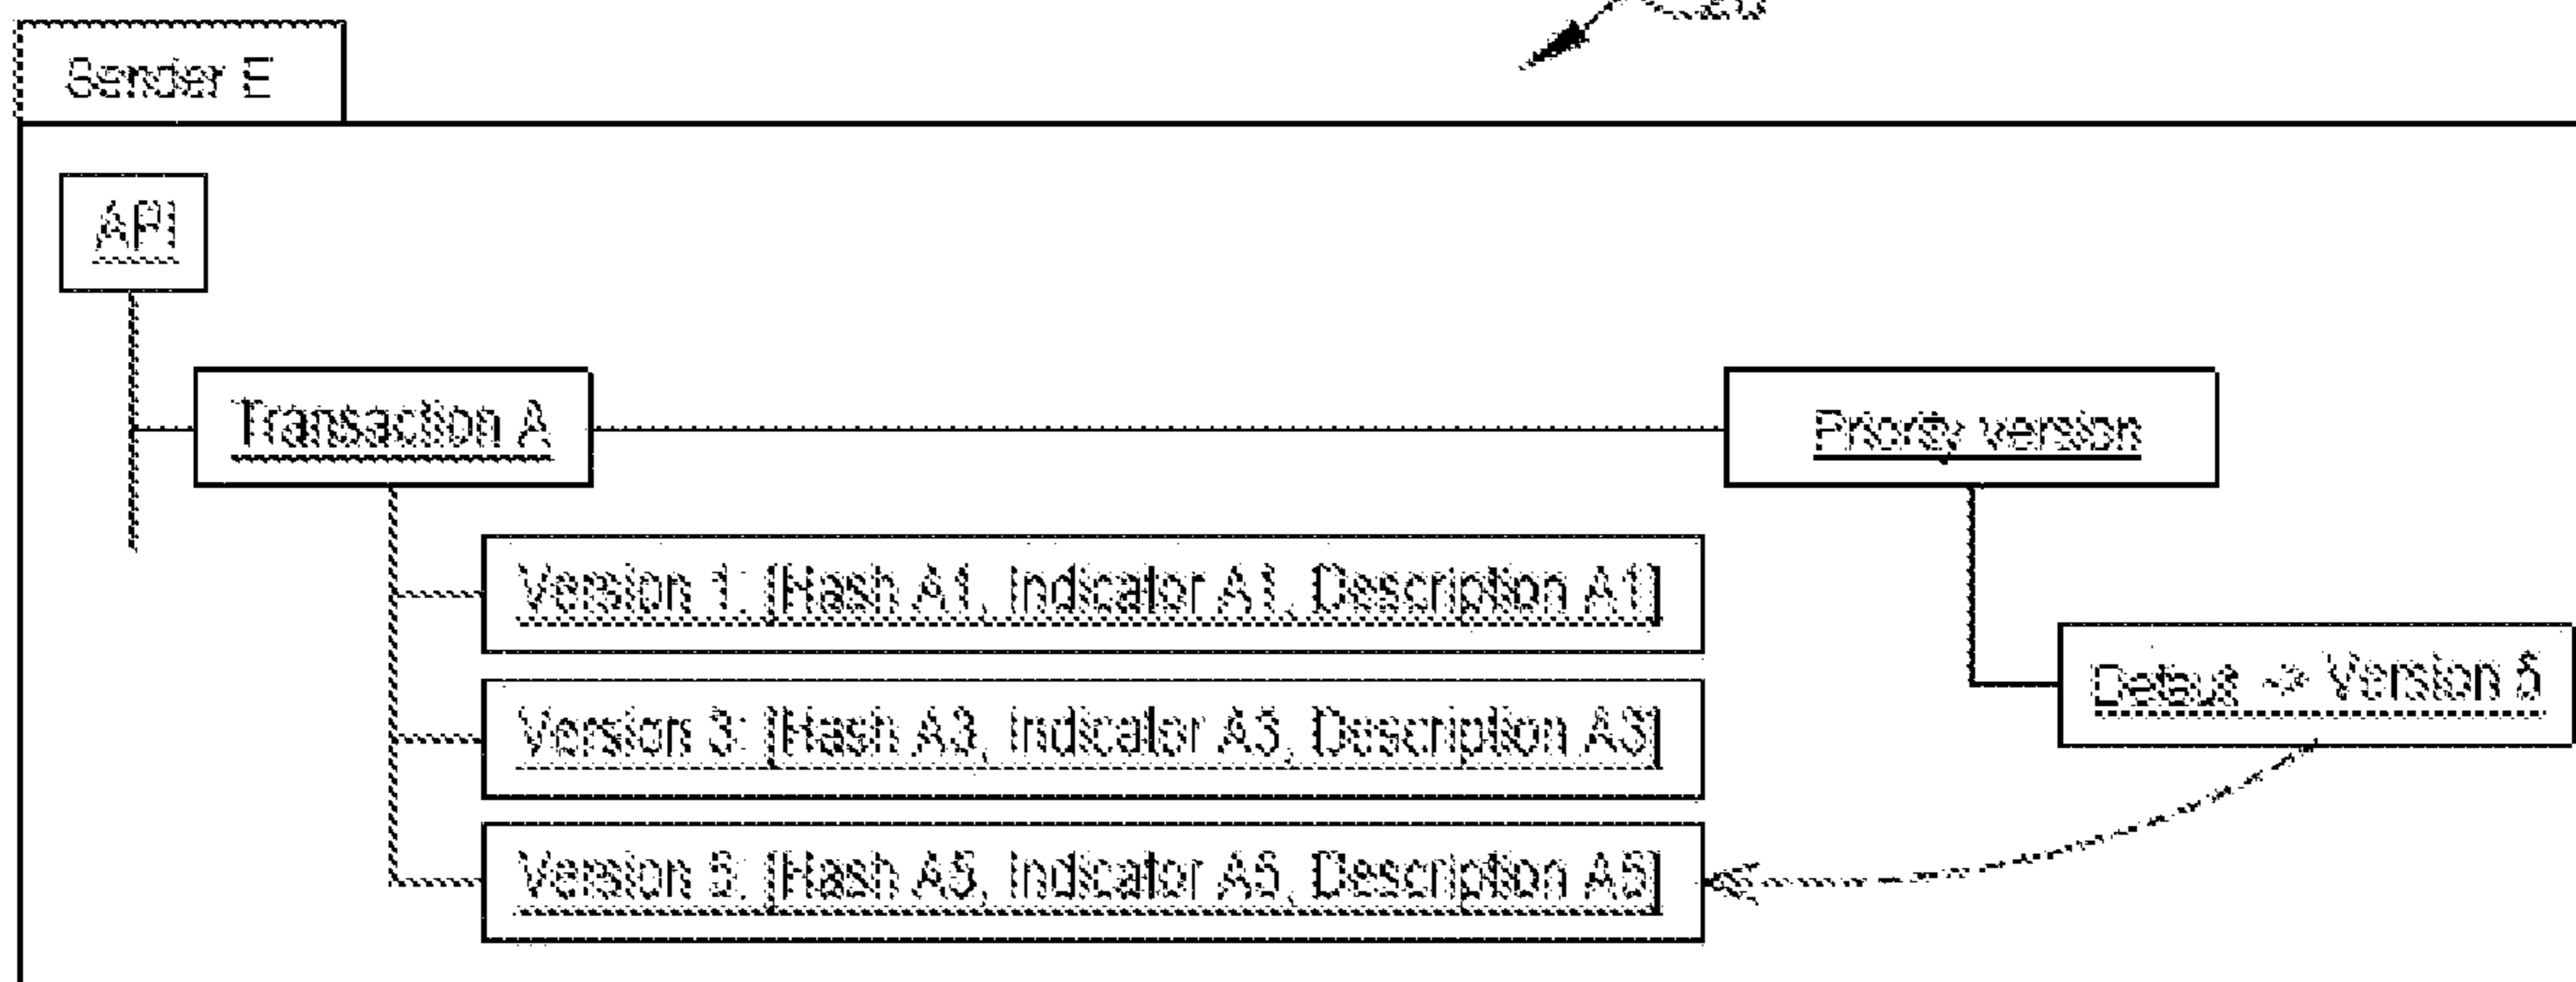 Sender E
API
Transaction A
Priority version
Version 1: [Hash A1, Indicator A1, Description A1]
Default -> Version 5
Version 3: [Hash A3, Indicator A3, Description A3]
Version 5: [Hash A5, Indicator A5, Description A5]